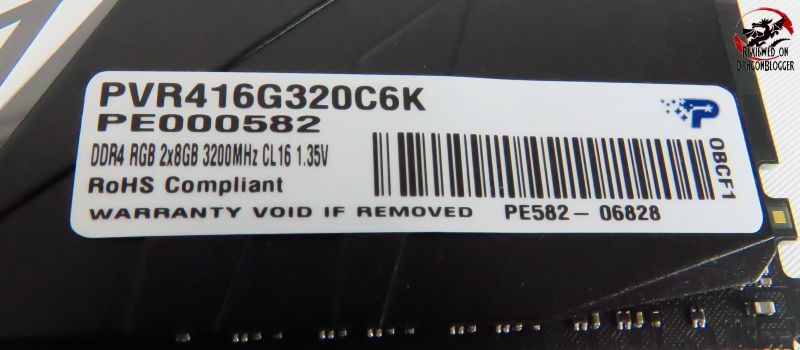 REVIEWED ON
DRAGONBLOGGER
PVR416G320C6K
PE000582
DDR4 RGB 2x8GB 3200MHz CL16 1.35V
RoHS Compliant
WARRANTY VOID IF REMOVED
PE582 - 06828
0BCF1
P